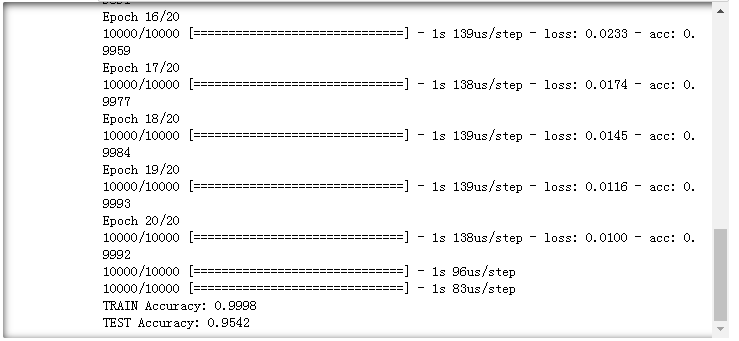 Epoch 16/20
10000/10000 [==============================] - 1s 139us/step - loss: 0.0233 - acc: 0.
9959
Epoch 17/20
10000/10000 [==============================] - 1s 138us/step - loss: 0.0174 - acc: 0.
9977
Epoch 18/20
10000/10000 [==============================] - 1s 139us/step - loss: 0.0145 - acc: 0.
9984
Epoch 19/20
10000/10000 [==============================] - 1s 139us/step - loss: 0.0116 - acc: 0.
9993
Epoch 20/20
10000/10000 [==============================] - 1s 138us/step - loss: 0.0100 - acc: 0.
9992
10000/10000 [==============================] - 1s 96us/step
10000/10000 [==============================] - 1s 83us/step
TRAIN Accuracy: 0.9998
TEST Accuracy: 0.9542